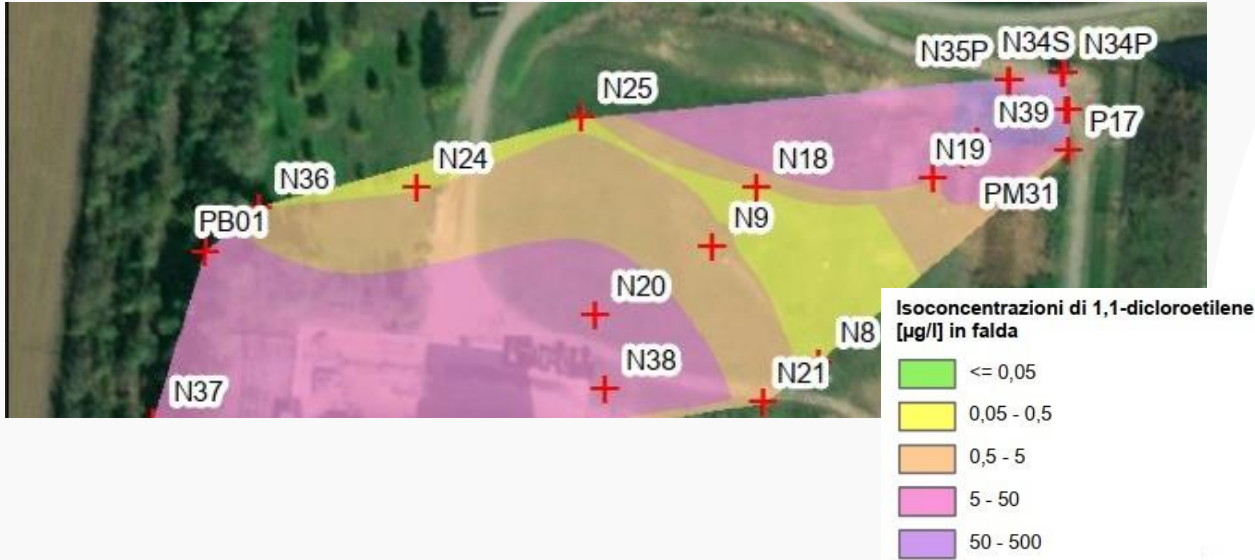 N35P N34S N34P
N25
N39
P17
N24
N18
N19
N36
PM31
PB01
N9
N20
N8
N38
N21
N37
Isoconcentrazioni di 1,1-dicloroetilene
[µg/l] in falda
<= 0,05
0,05 - 0,5
0,5 - 5
5 - 50
50 - 500